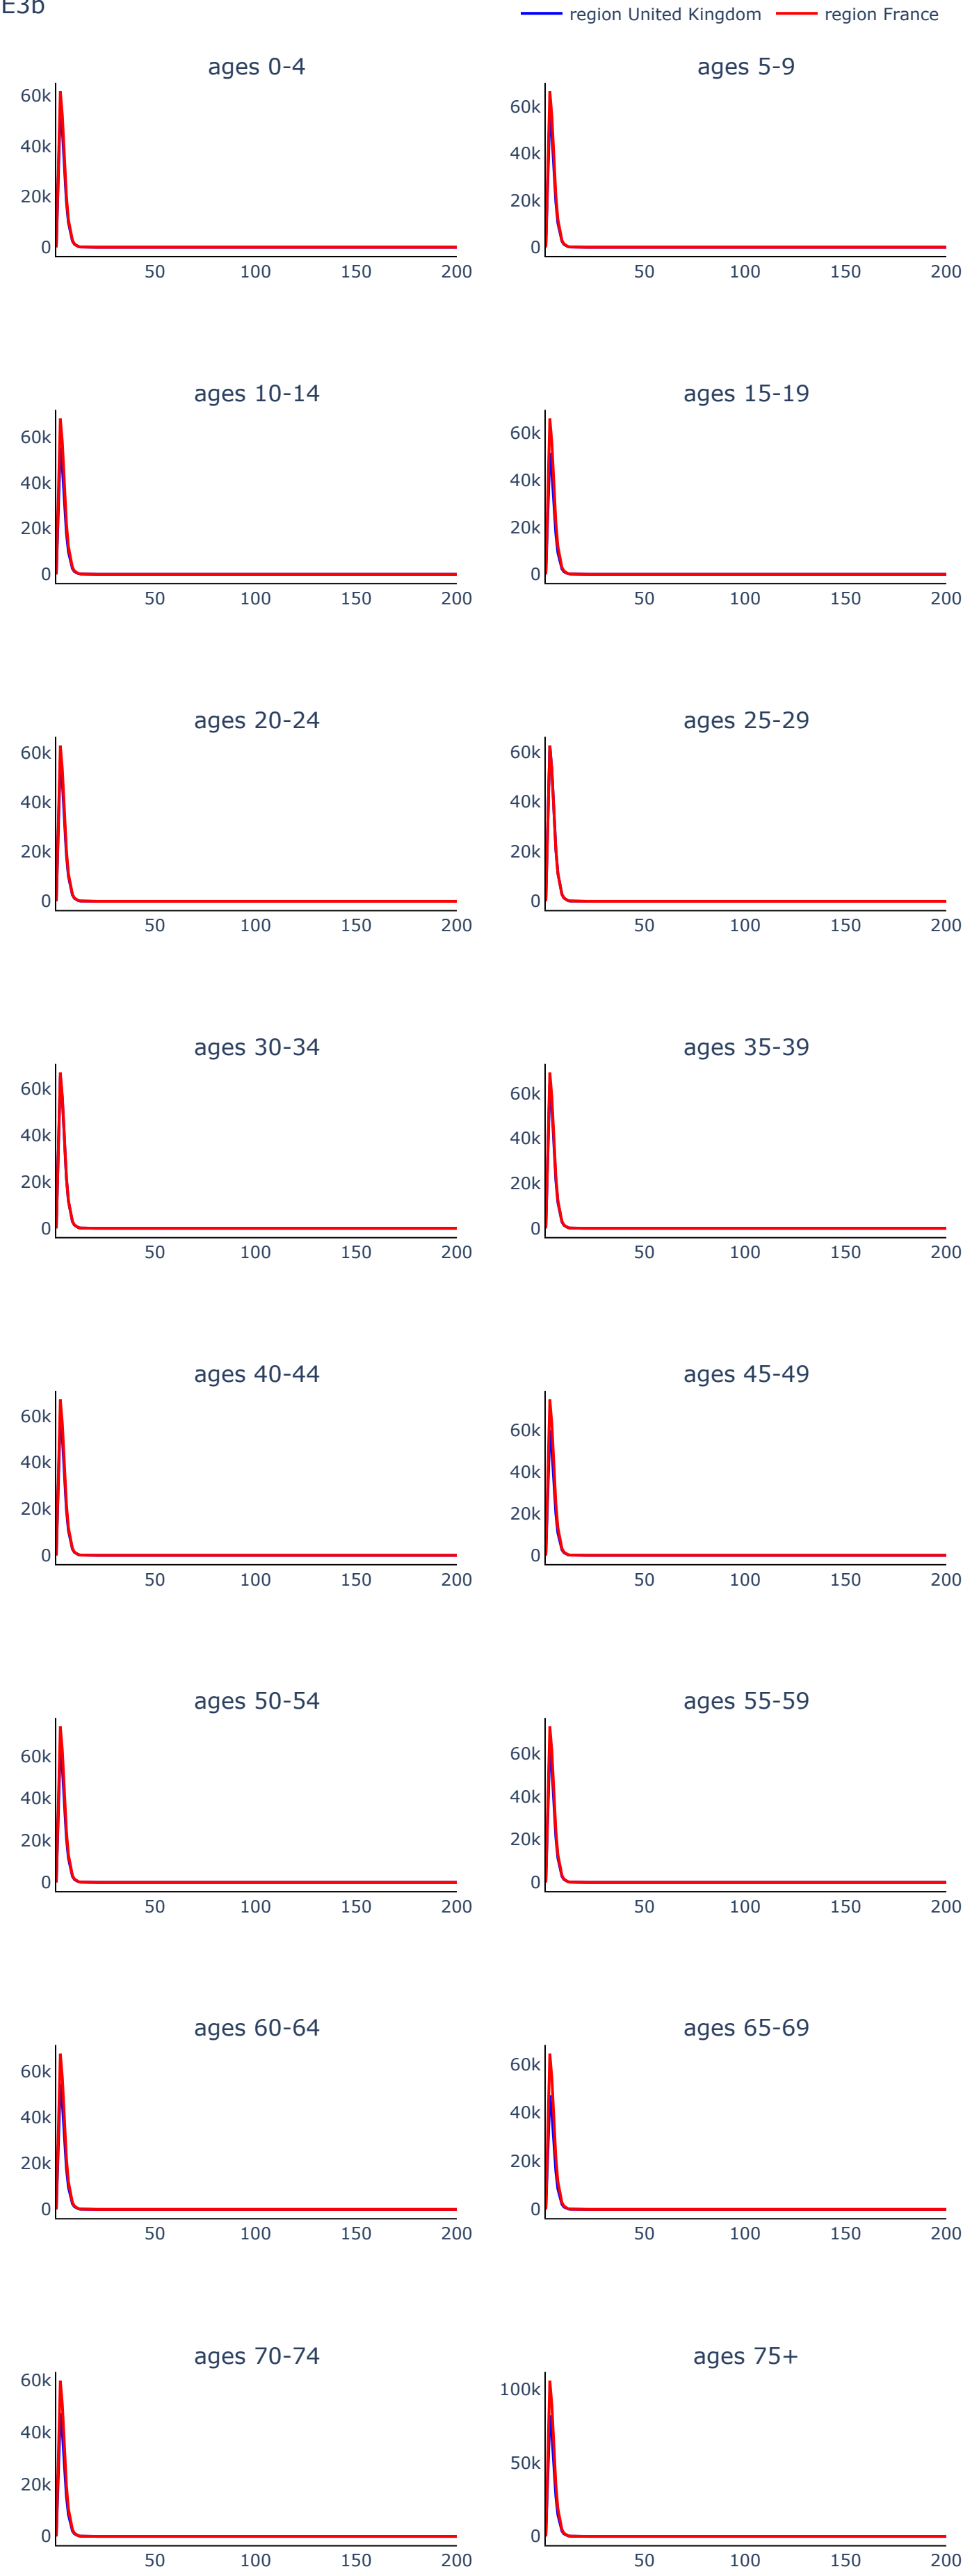 E3b
region United Kingdom region France
ages 0-4 ages 5-9
60k 60k
40k 40k
20k 20k
0 0
50 100 150 200 50 100 150 200
ages 10-14 ages 15-19
60k 60k
40k 40k
20k 20k
0 0
50 100 150 200 50 100 150 200
ages 20-24 ages 25-29
60k 60k
40k 40k
20k 20k
0 0
50 100 150 200 50 100 150 200
ages 30-34 ages 35-39
60k 60k
40k 40k
20k 20k
0 0
50 100 150 200 50 100 150 200
ages 40-44 ages 45-49
60k 60k
40k 40k
20k 20k
0 0
50 100 150 200 50 100 150 200
ages 50-54 ages 55-59
60k 60k
40k 40k
20k 20k
0 0
50 100 150 200 50 100 150 200
ages 60-64 ages 65-69
60k 60k
40k 40k
20k 20k
0 0
50 100 150 200 50 100 150 200
ages 70-74 ages 75+
60k 100k
40k 50k
20k
0 0
50 100 150 200 50 100 150 200